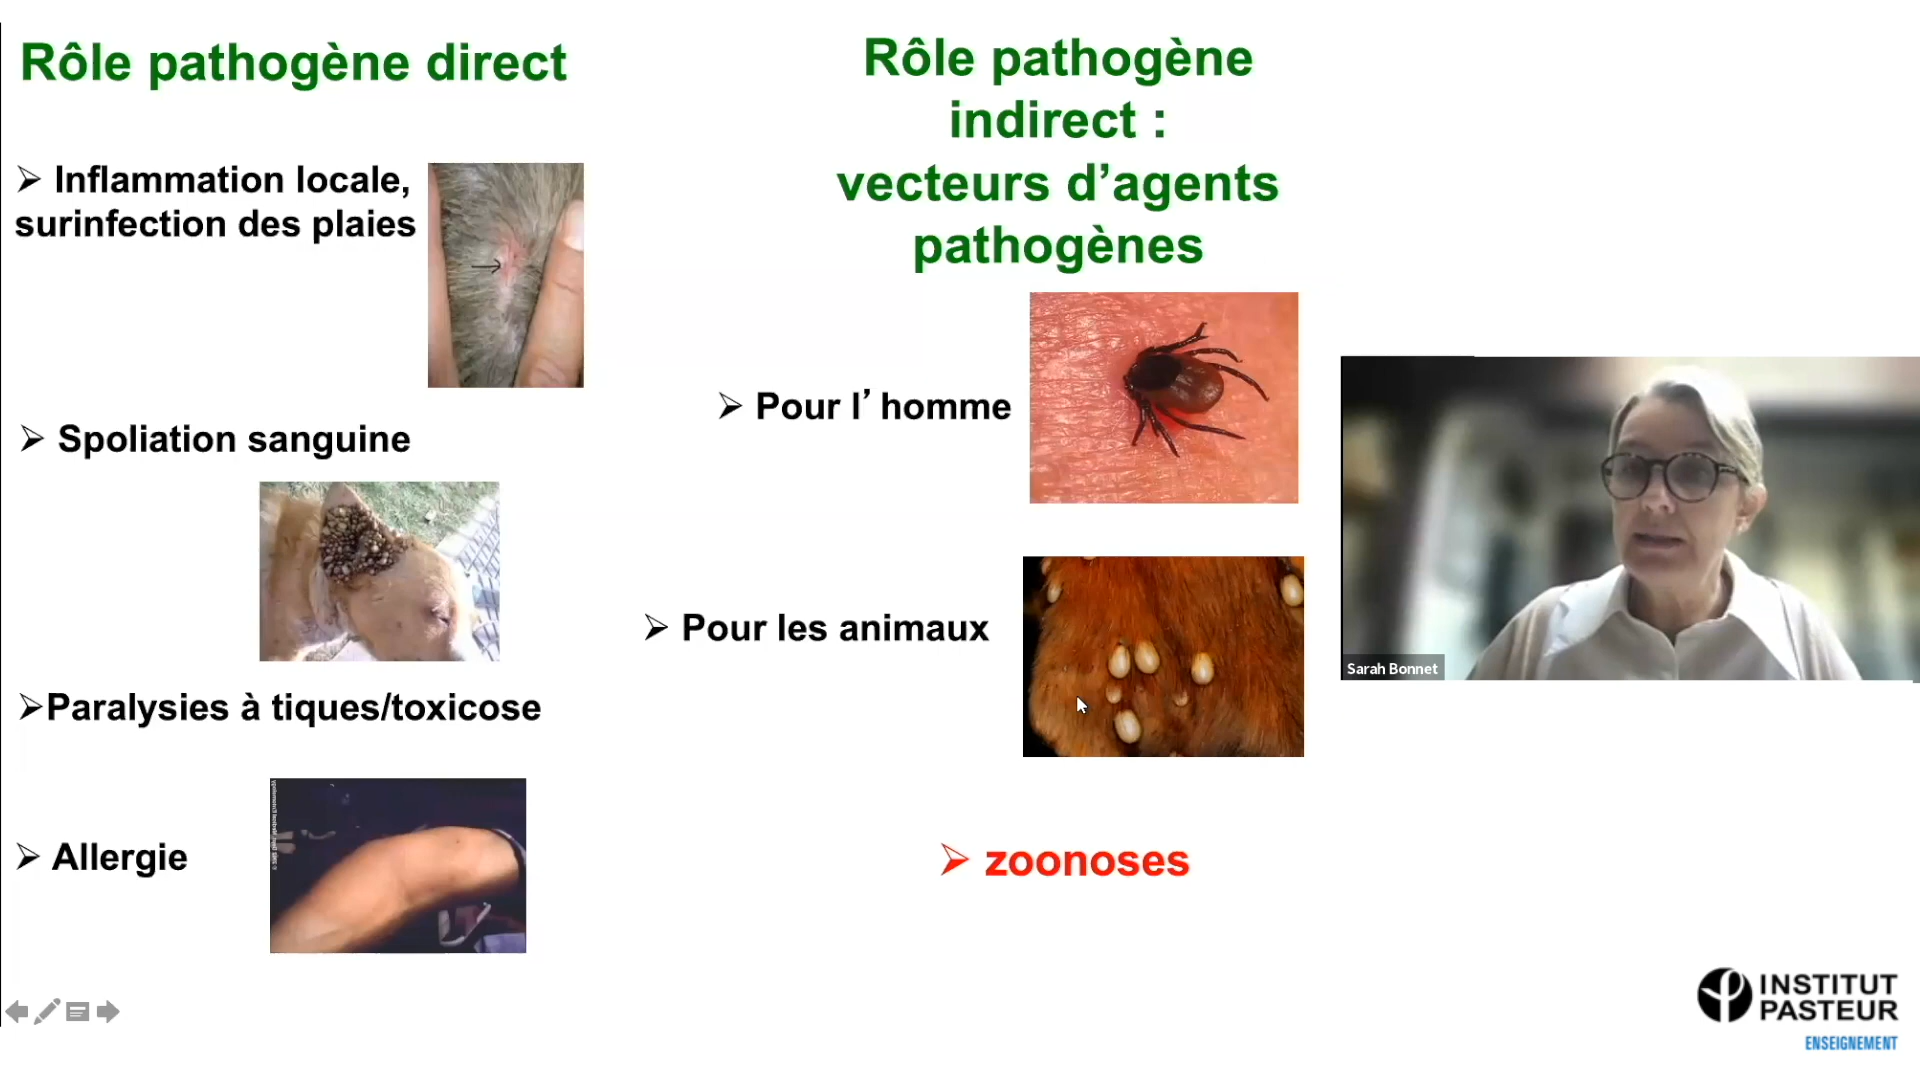 Rôle pathogène direct
➢ Inflammation locale,
surinfection des plaies
➢ Spoliation sanguine
➢Paralysies à tiques/toxicose
➢ Allergie
Rôle pathogène
indirect :
vecteurs d’agents
pathogènes
➢ Pour l’ homme
➢ Pour les animaux
➢ zoonoses
Sarah Bonnet
INSTITUT
PASTEUR
ENSEIGNEMENT